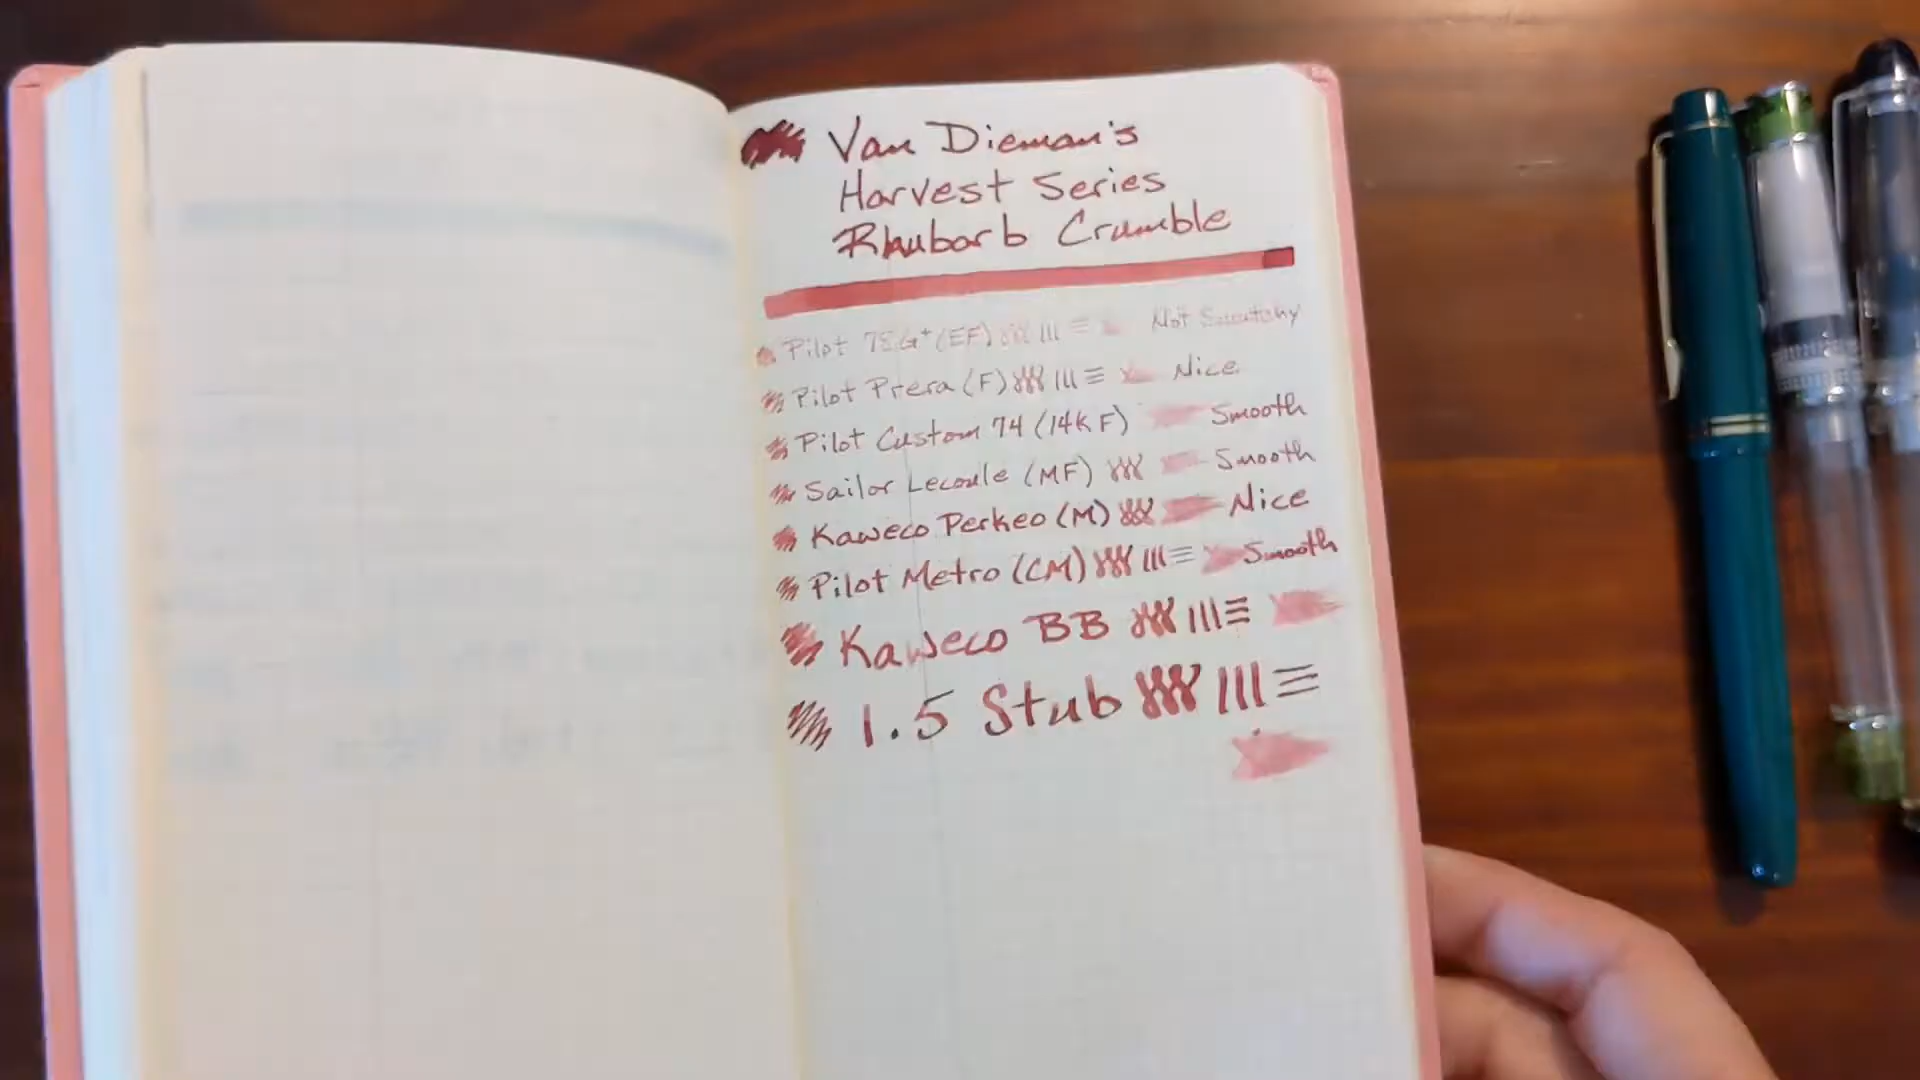 Van Dieman's
Harvest Series
Rhubarb Crumble
Pilot 78G+ (EF) Not Scratchy
Pilot Prera (F) Nice
Pilot Custom 74 (14K F) Smooth
Sailor Lecoule (MF) Smooth
Kaweco Perkeo (M) Nice
Pilot Metro (CM) Smooth
Kaweco BB
1.5 Stub